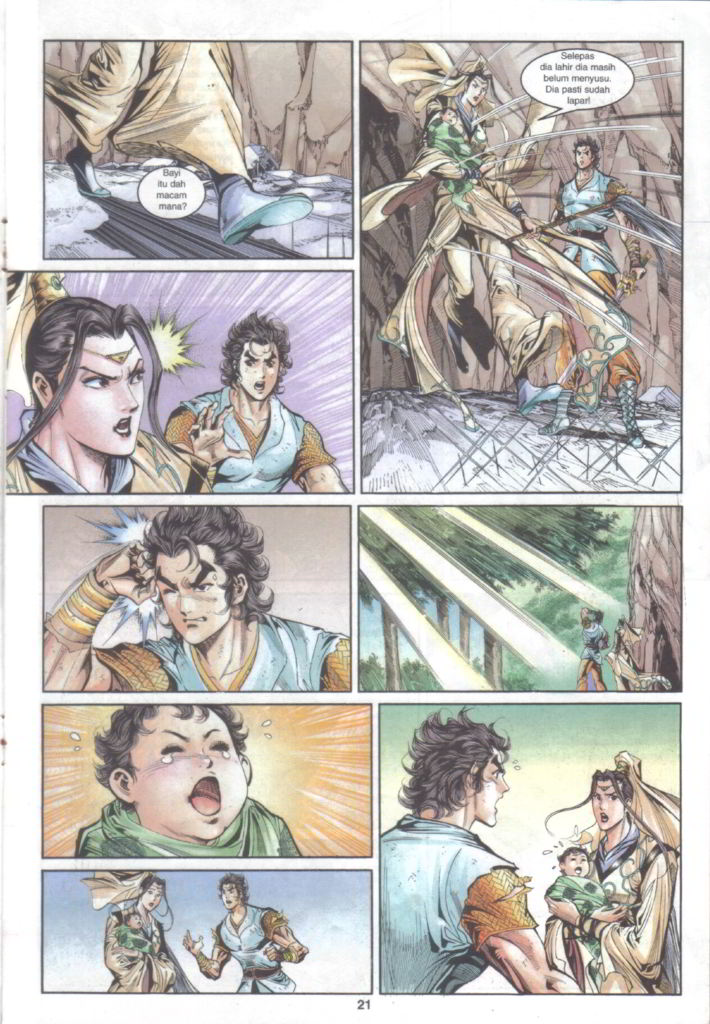 Bayi
itu dah
macam
mana?
Selepas
dia lahir dia masih
belum menyusu.
Dia pasti sudah
lapar!
21